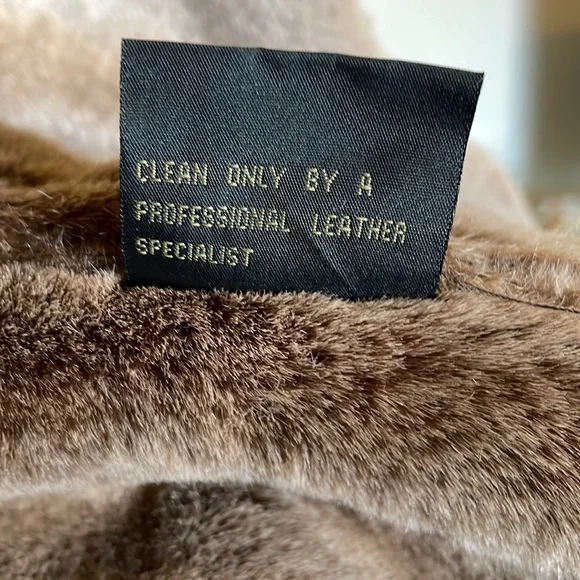 CLEAN ONLY BY A
PROFESSIONAL LEATHER
SPECIALIST